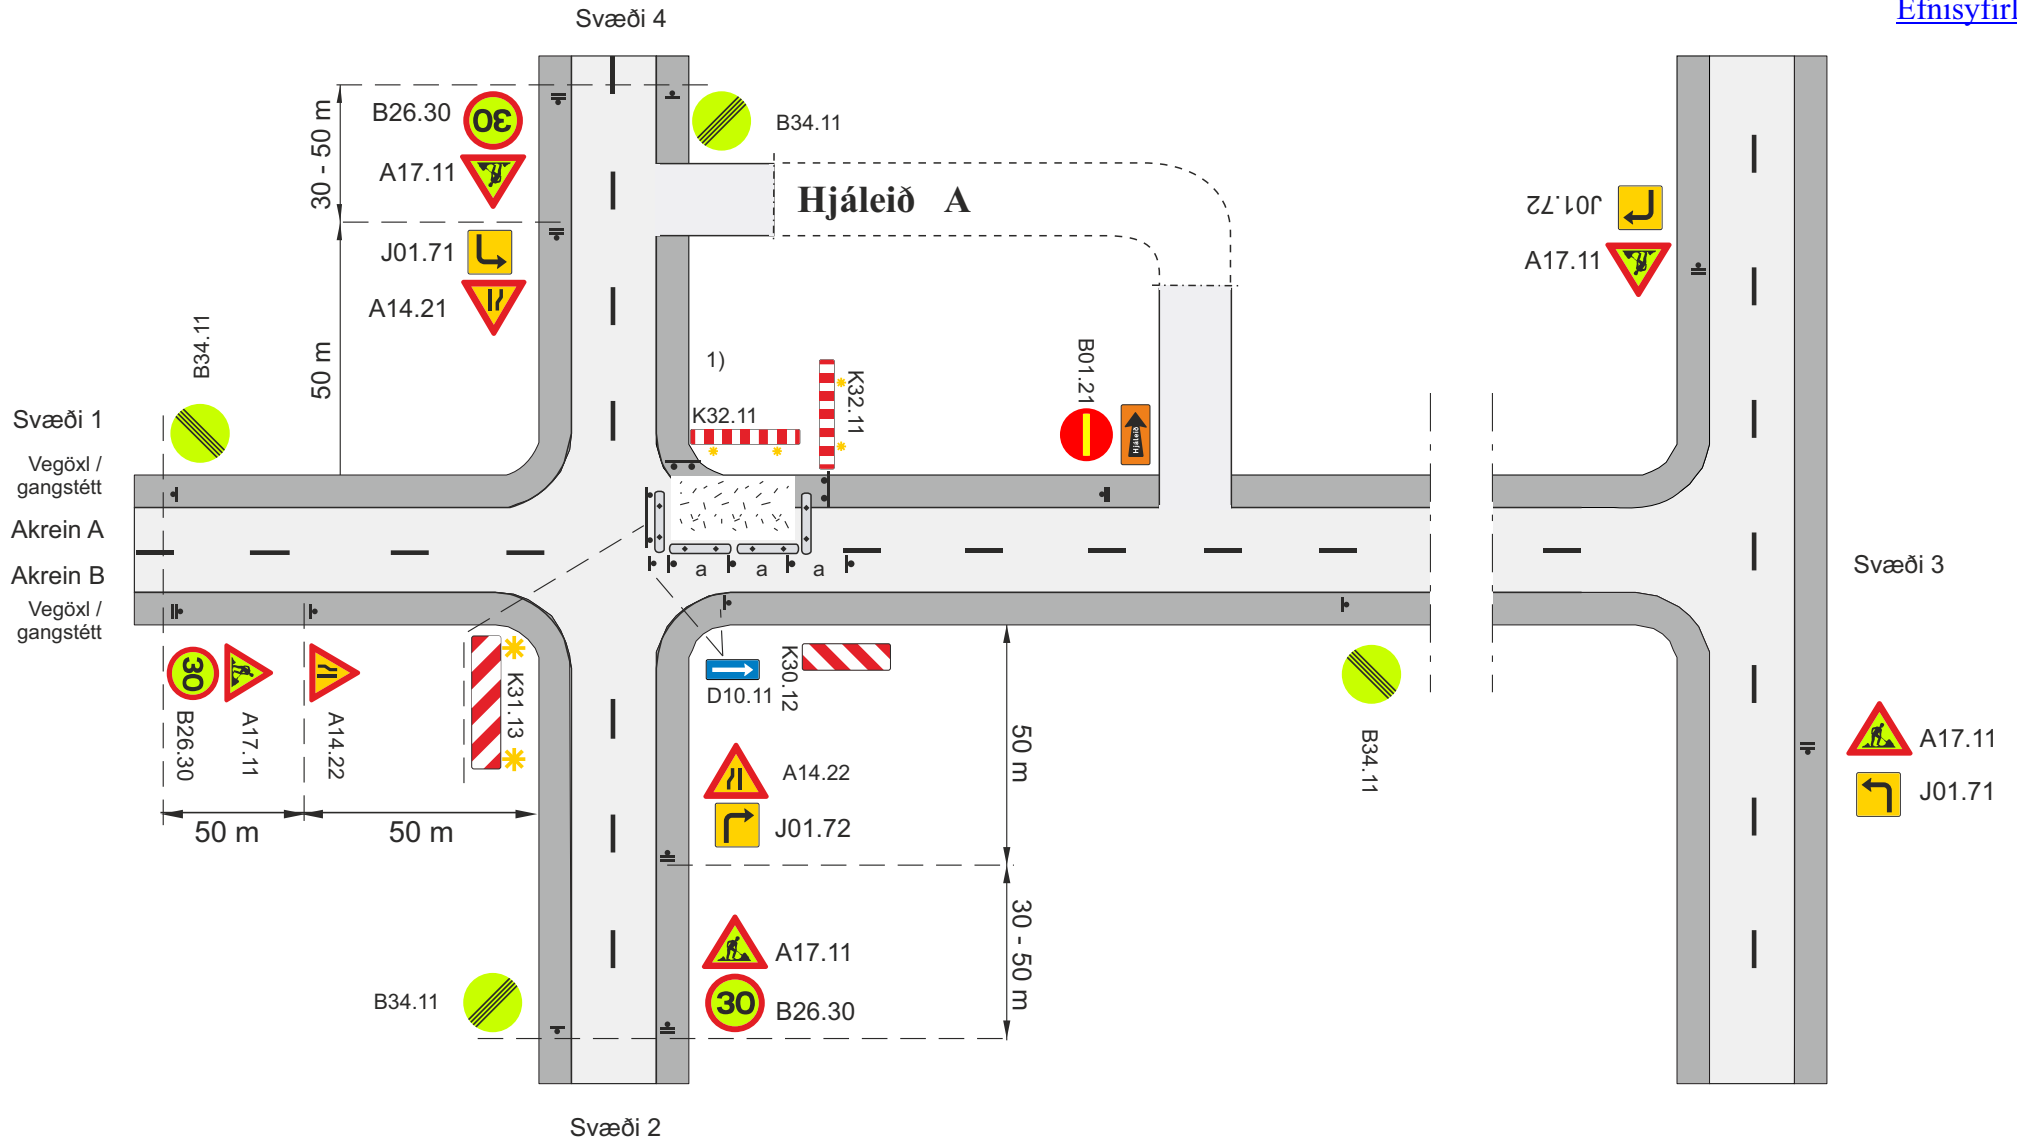 Svæði 4
Efnisyfirl
B26.30
30
B34.11
A17.11
30 - 50 m
Hjáleið A
J01.72
J01.71
A17.11
A14.21
B34.11
50 m
1)
B01.21
K32.11
K32.11
Hjáleið
Svæði 1
Vegöxl /
gangstétt
Akrein A
Akrein B
Vegöxl /
gangstétt
a
a
a
Svæði 3
30
B26.30
A17.11
A14.22
K31.13
D10.11
K30.12
50 m
B34.11
A17.11
J01.71
A14.22
J01.72
50 m
50 m
30 - 50 m
A17.11
B34.11
30
B26.30
Svæði 2